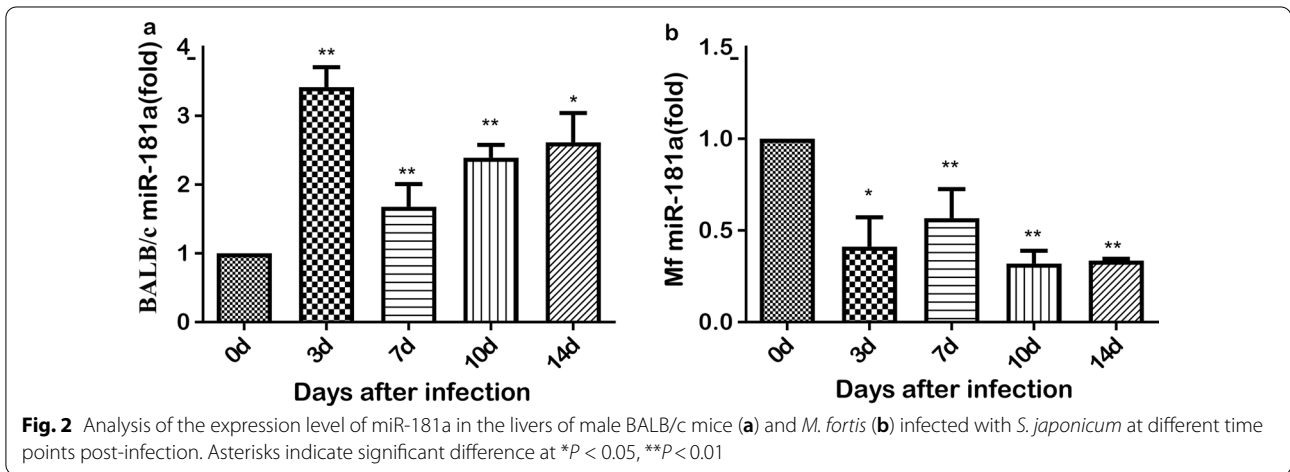 a
BALB/c miR-181a(fold)
4
3
2
1
0
**
**
**
*
0d 3d 7d 10d 14d
Days after infection
b
Mf miR-181a(fold)
1.5
1.0
0.5
0.0
*
**
**
**
0d 3d 7d 10d 14d
Days after infection
Fig. 2 Analysis of the expression level of miR-181a in the livers of male BALB/c mice (a) and M. fortis (b) infected with S. japonicum at different time
points post-infection. Asterisks indicate significant difference at *P < 0.05, **P < 0.01